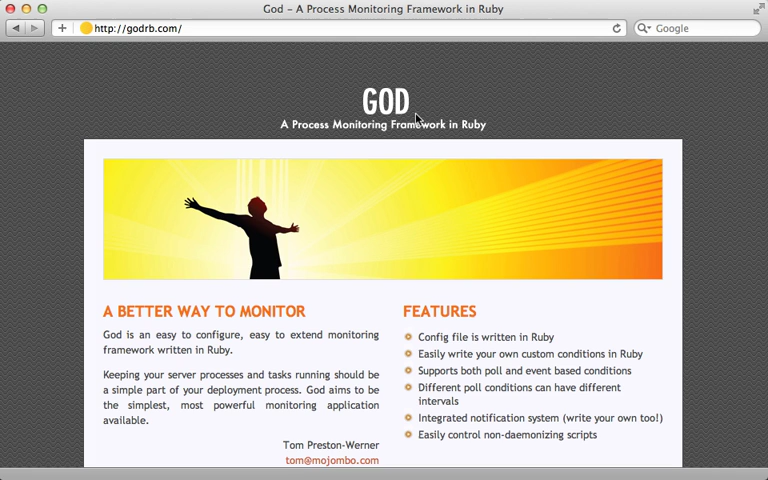 God – A Process Monitoring Framework in Ruby
http://godrb.com/
Google
GOD
A Process Monitoring Framework in Ruby
A BETTER WAY TO MONITOR
God is an easy to configure, easy to extend monitoring
framework written in Ruby.
Keeping your server processes and tasks running should be
a simple part of your deployment process. God aims to be
the simplest, most powerful monitoring application
available.
Tom Preston-Werner
tom@mojombo.com
FEATURES
Config file is written in Ruby
Easily write your own custom conditions in Ruby
Supports both poll and event based conditions
Different poll conditions can have different
intervals
Integrated notification system (write your own too!)
Easily control non-daemonizing scripts